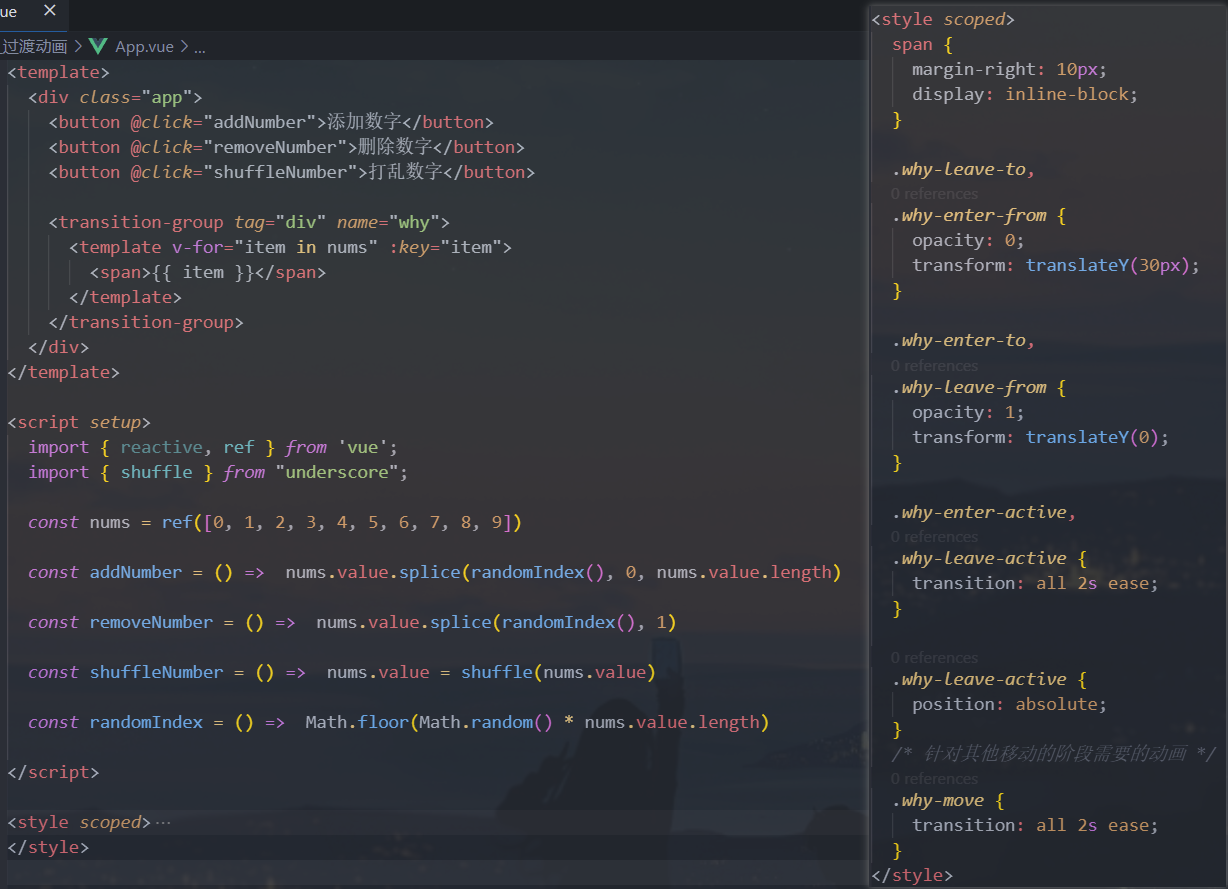 ue ×
过渡动画 > App.vue > ...
<template>
  <div class="app">
    <button @click="addNumber">添加数字</button>
    <button @click="removeNumber">删除数字</button>
    <button @click="shuffleNumber">打乱数字</button>

    <transition-group tag="div" name="why">
      <template v-for="item in nums" :key="item">
        <span>{{ item }}</span>
      </template>
    </transition-group>
  </div>
</template>

<script setup>
  import { reactive, ref } from 'vue';
  import { shuffle } from "underscore";

  const nums = ref([0, 1, 2, 3, 4, 5, 6, 7, 8, 9])

  const addNumber = () =>  nums.value.splice(randomIndex(), 0, nums.value.length)

  const removeNumber = () =>  nums.value.splice(randomIndex(), 1)

  const shuffleNumber = () =>  nums.value = shuffle(nums.value)

  const randomIndex = () =>  Math.floor(Math.random() * nums.value.length)

</script>

<style scoped>···
</style>
<style scoped>
  span {
    margin-right: 10px;
    display: inline-block;
  }

  .why-leave-to,
  0 references
  .why-enter-from {
    opacity: 0;
    transform: translateY(30px);
  }

  .why-enter-to,
  0 references
  .why-leave-from {
    opacity: 1;
    transform: translateY(0);
  }

  .why-enter-active,
  0 references
  .why-leave-active {
    transition: all 2s ease;
  }

  0 references
  .why-leave-active {
    position: absolute;
  }
  /* 针对其他移动的阶段需要的动画 */
  0 references
  .why-move {
    transition: all 2s ease;
  }
</style>